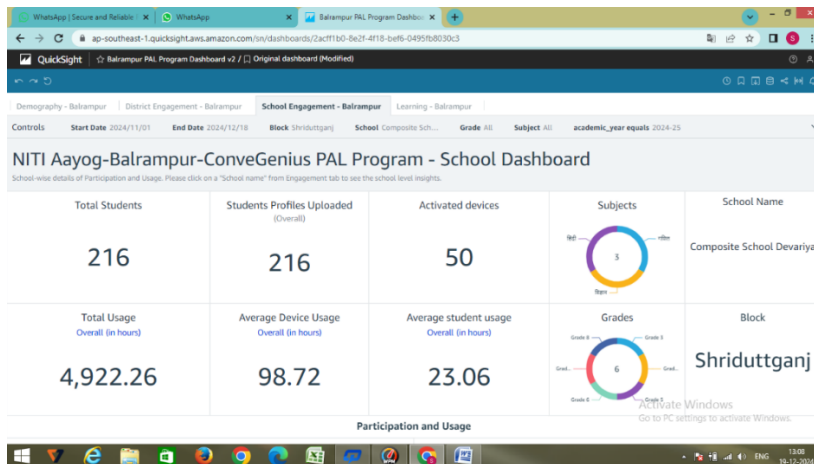 WhatsApp | Secure and Reliable
WhatsApp
Balrampur PAL Program Dashboa
ap-southeast-1.quicksight.aws.amazon.com/sn/dashboards/2acff1b0-8e2f-4f18-bef6-0495fb8030c3
S
QuickSight
Balrampur PAL Program Dashboard v2 / Original dashboard (Modified)
Demography - Balrampur
District Engagement - Balrampur
School Engagement - Balrampur
Learning - Balrampur
Controls
Start Date 2024/11/01
End Date 2024/12/18
Block Shriduttganj
School Composite Sch...
Grade All
Subject All
academic_year equals 2024-25
NITI Aayog-Balrampur-ConveGenius PAL Program - School Dashboard
School-wise details of Participation and Usage. Please click on a "School name" from Engagement tab to see the school level insights.
Total Students
216
Students Profiles Uploaded
(Overall)
216
Activated devices
50
Subjects
हिंदी
गणित
3
विज्ञान
School Name
Composite School Devariya
Total Usage
Overall (in hours)
4,922.26
Average Device Usage
Overall (in hours)
98.72
Average student usage
Overall (in hours)
23.06
Grades
Grade 8
Grad...
Grad...
6
Block
Shriduttganj
Activate Windows
Go to PC settings to activate Windows.
Participation and Usage
ENG
13:08
19-12-2024